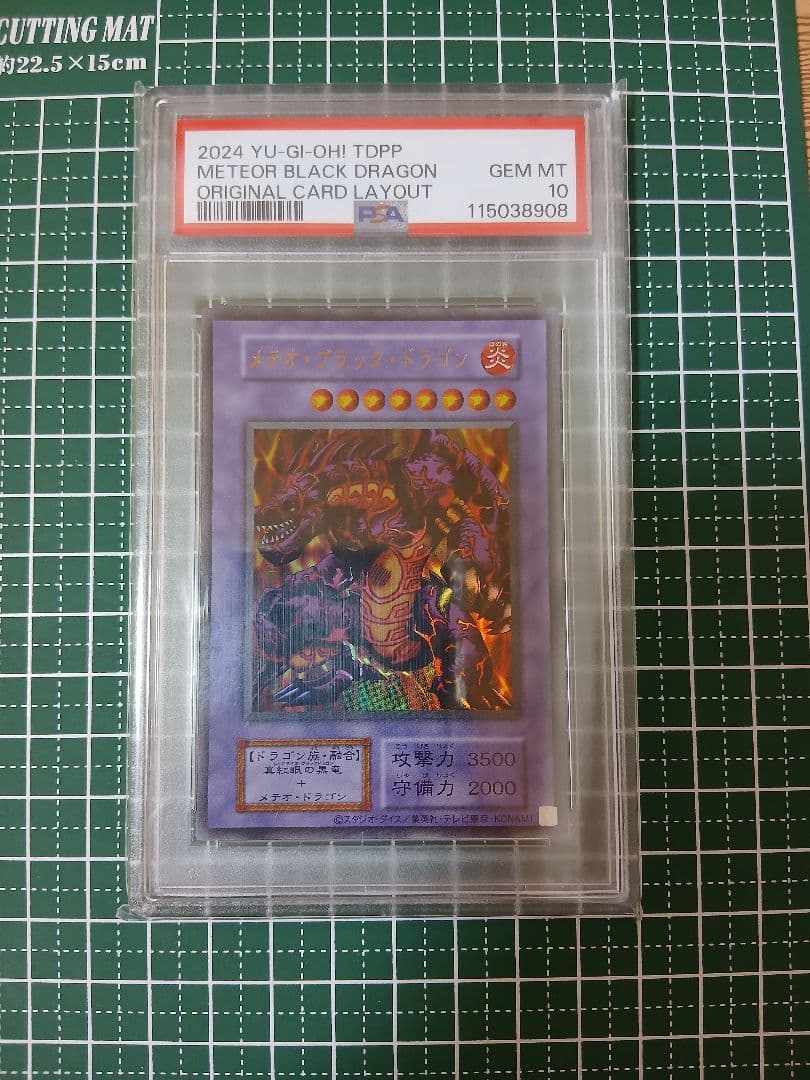 CUTTING MAT
約22.5×15cm
2024 YU-GI-OH! TDPP
METEOR BLACK DRAGON GEM MT
ORIGINAL CARD LAYOUT 10
PSA 115038908
メテオ・ブラック・ドラゴン 炎
【ドラゴン族・融合】
真紅眼の黒竜
+
メテオ・ドラゴン
攻撃力 3500
守備力 2000
©スタジオ・ダイス／集英社・テレビ東京・KONAMI